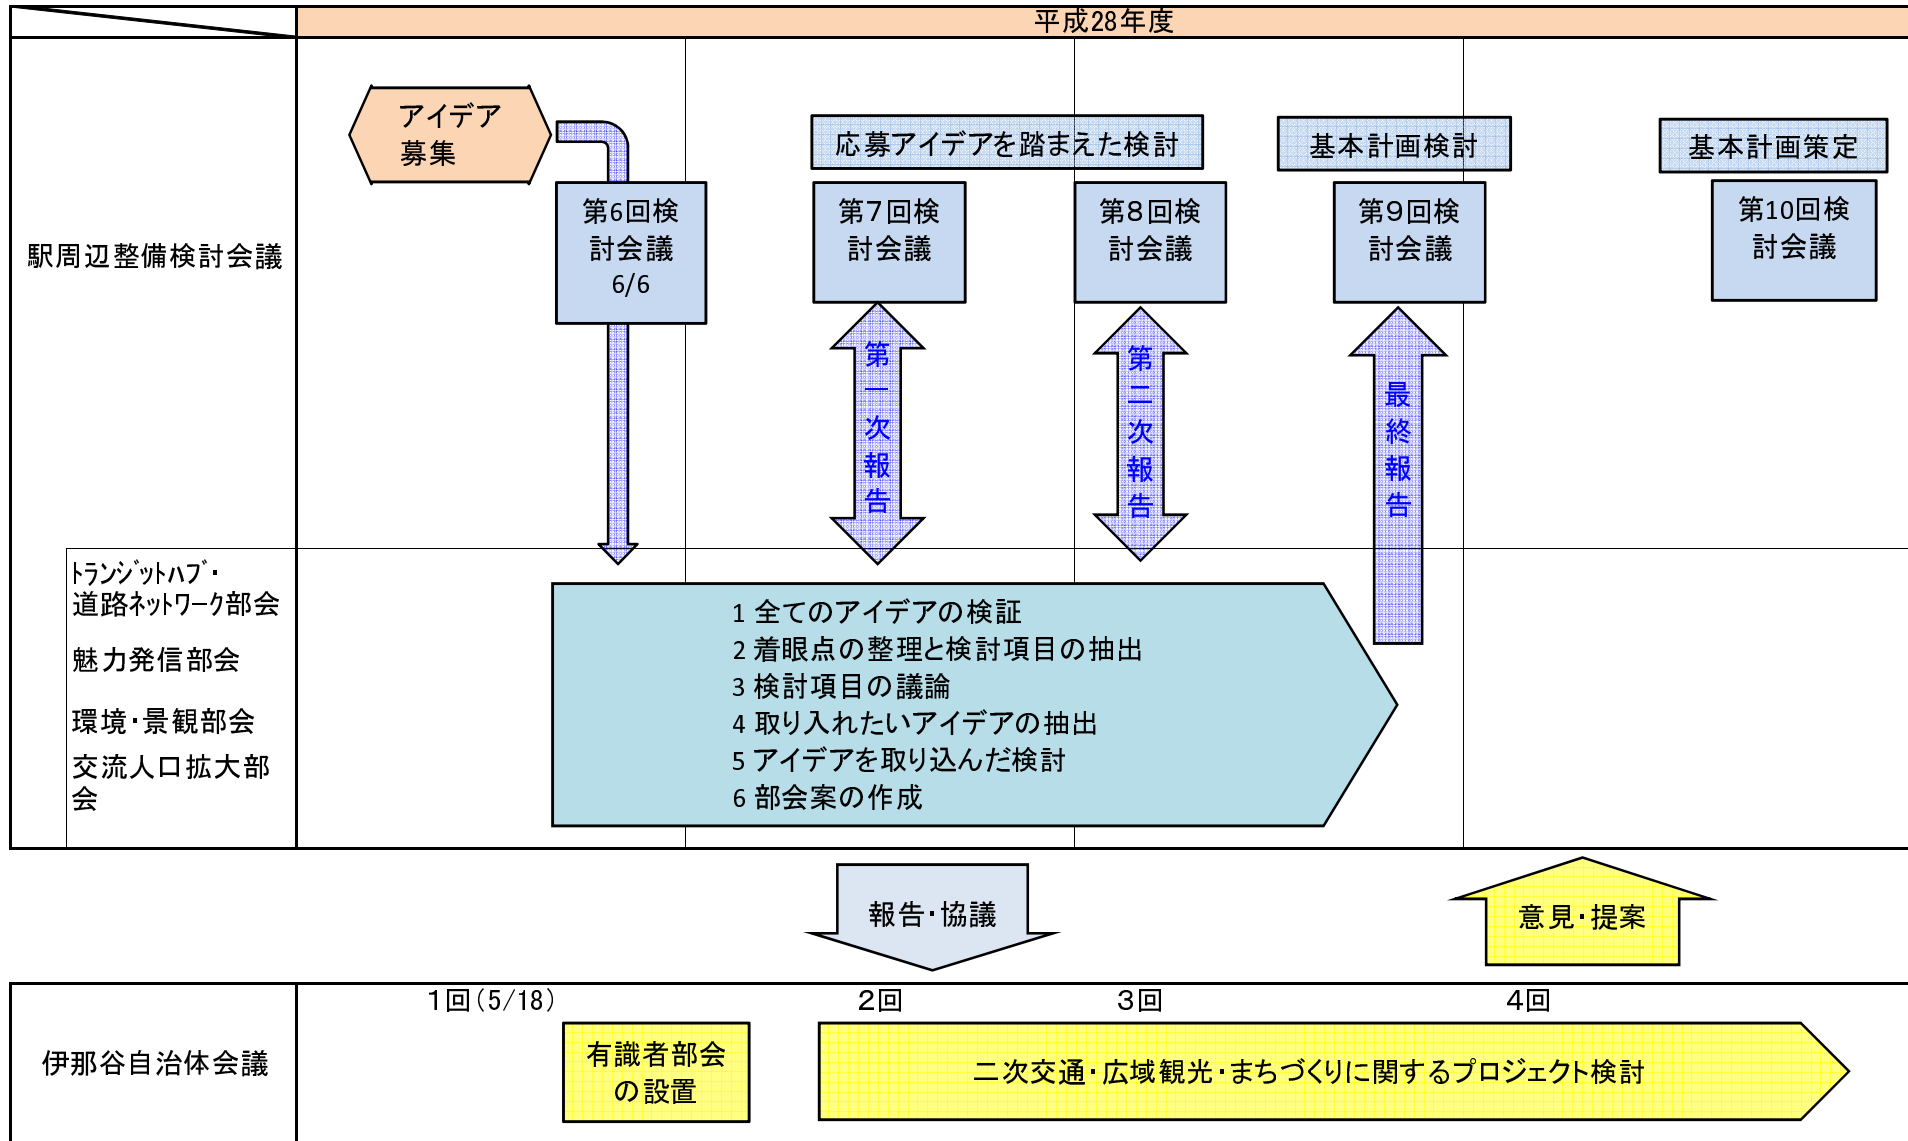 平成28年度
アイデア
募集
応募アイデアを踏まえた検討
基本計画検討
基本計画策定
駅周辺整備検討会議
第6回検
討会議
6/6
第７回検
討会議
第８回検
討会議
第９回検
討会議
第10回検
討会議
第一次報告
第二次報告
最終報告
ﾄﾗﾝｼﾞｯﾄﾊﾌﾞ・
道路ﾈｯﾄﾜｰｸ部会
魅力発信部会
環境・景観部会
交流人口拡大部
会
1 全てのアイデアの検証
2 着眼点の整理と検討項目の抽出
3 検討項目の議論
4 取り入れたいアイデアの抽出
5 アイデアを取り込んだ検討
6 部会案の作成
報告・協議
意見・提案
伊那谷自治体会議
１回（5/18）
２回
３回
４回
有識者部会
の設置
二次交通・広域観光・まちづくりに関するプロジェクト検討